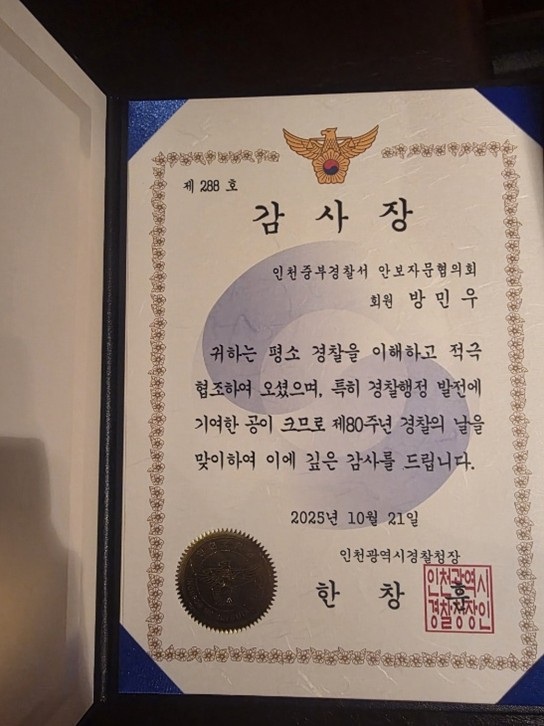 제 288 호
감 사 장
인천중부경찰서 안보자문협의회
회원 방 민 우
귀하는 평소 경찰을 이해하고 적극
협조하여 오셨으며, 특히 경찰행정 발전에
기여한 공이 크므로 제80주년 경찰의 날을
맞이하여 이에 깊은 감사를 드립니다.
2025년 10월 21일
인천광역시경찰청장
한 창 훈
인천광역시
경찰청장인